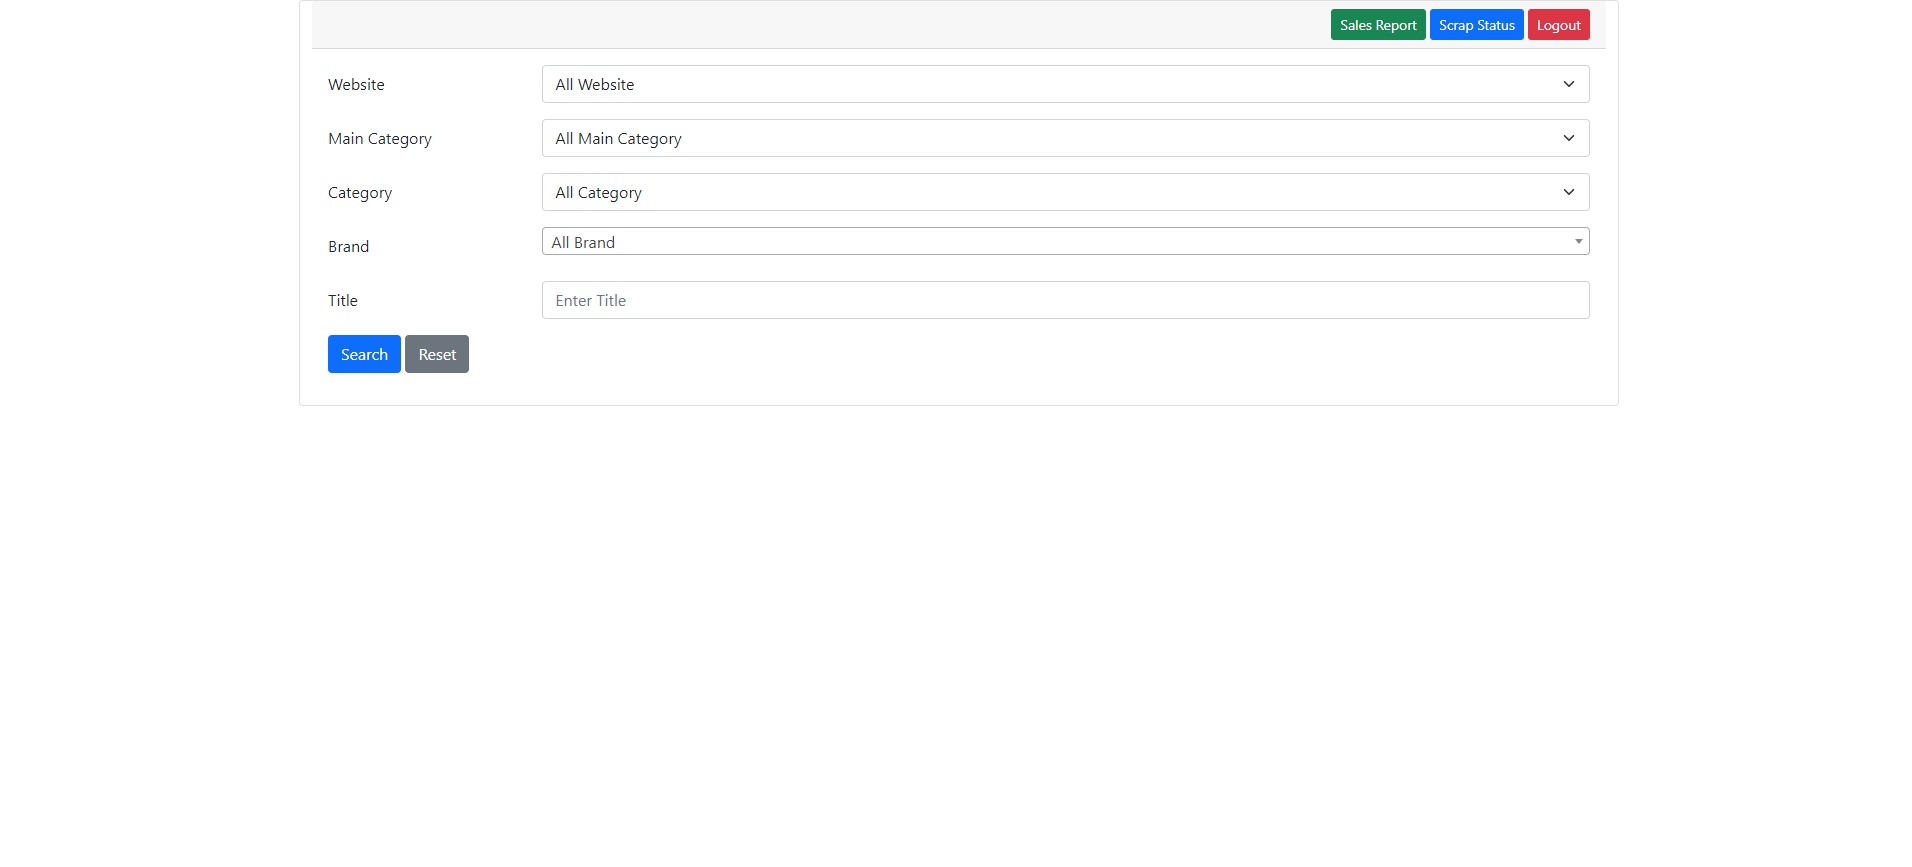 Sales Report Scrap Status Logout
Website All Website
Main Category All Main Category
Category All Category
Brand All Brand
Title Enter Title
Search Reset